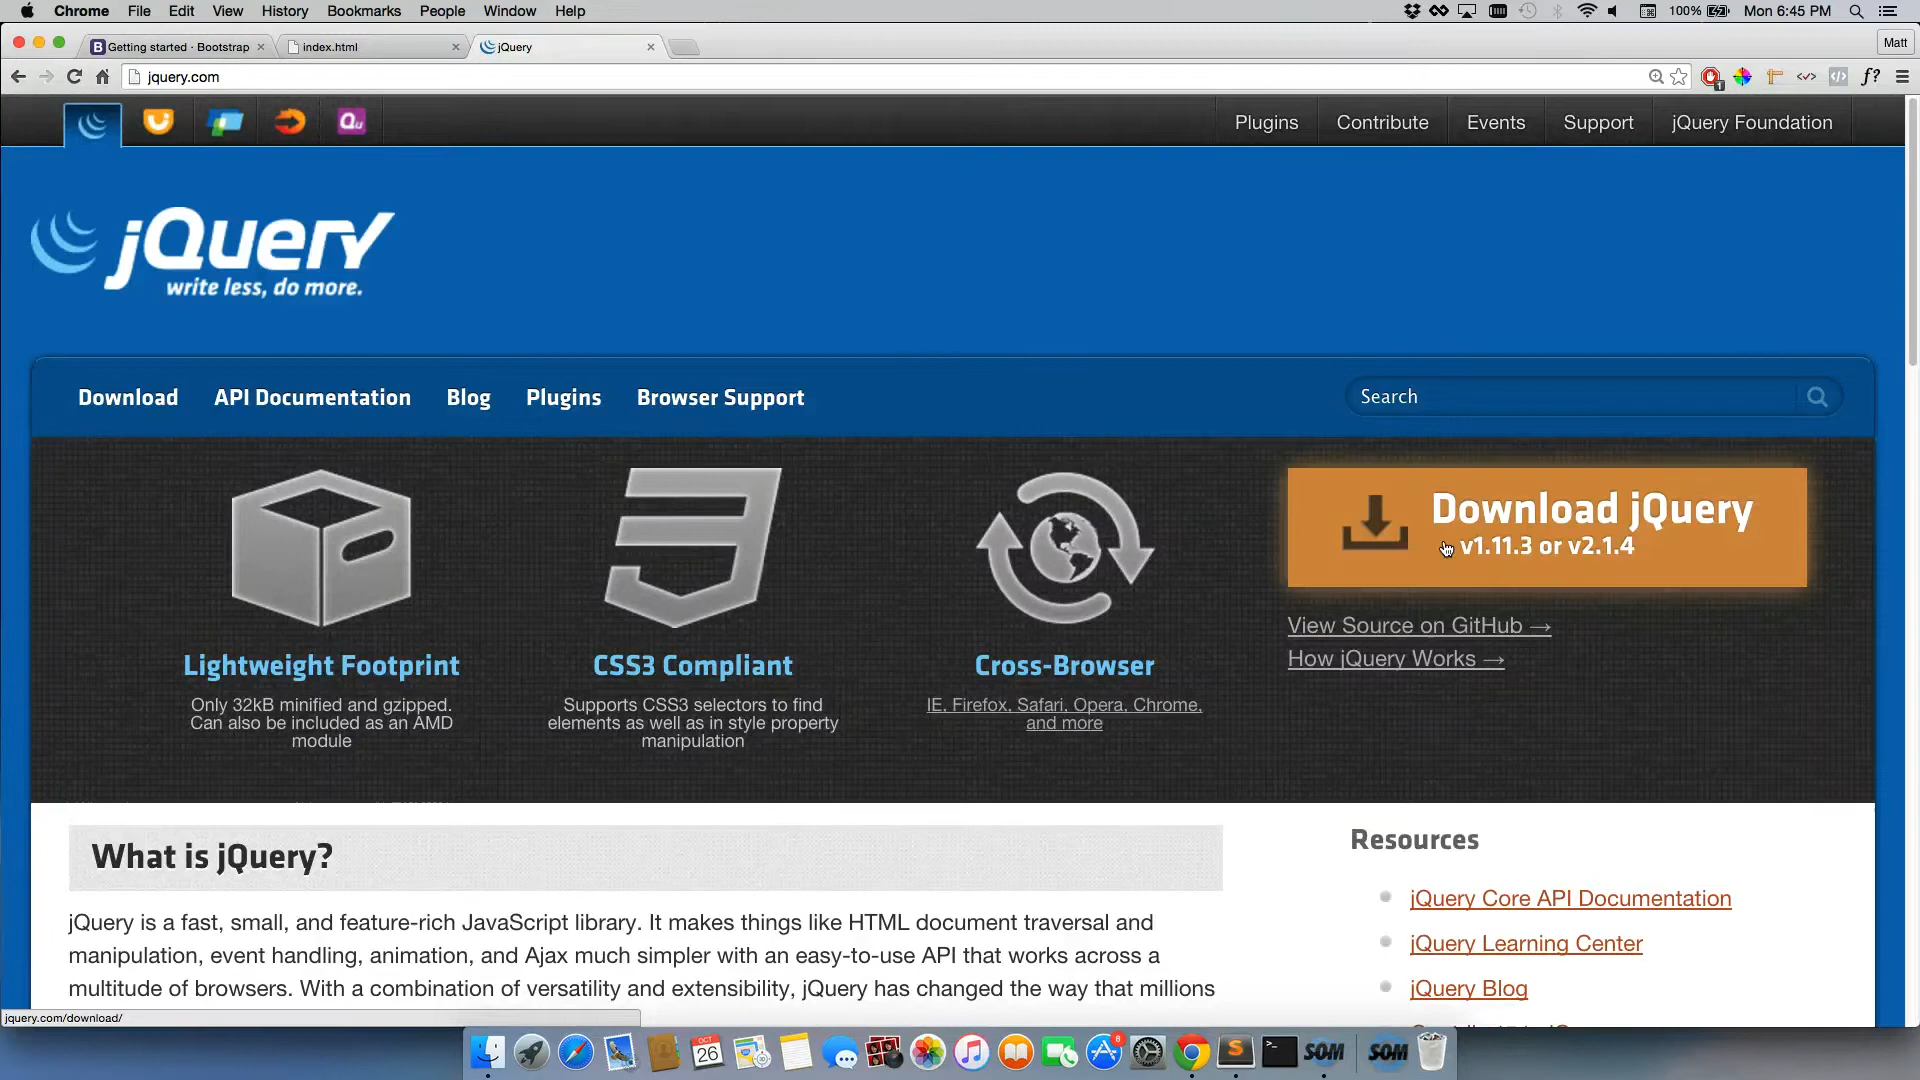 Chrome File Edit View History Bookmarks People Window Help 100% Mon 6:45 PM
Getting started · Bootstrap index.html jQuery Matt
jquery.com
1 f?
Qu Plugins Contribute Events Support jQuery Foundation
jQuery
write less, do more.
Download API Documentation Blog Plugins Browser Support Search
Download jQuery
v1.11.3 or v2.1.4
View Source on GitHub →
How jQuery Works →
Lightweight Footprint
Only 32kB minified and gzipped.
Can also be included as an AMD
module
CSS3 Compliant
Supports CSS3 selectors to find
elements as well as in style property
manipulation
Cross-Browser
IE, Firefox, Safari, Opera, Chrome,
and more
What is jQuery?
jQuery is a fast, small, and feature-rich JavaScript library. It makes things like HTML document traversal and
manipulation, event handling, animation, and Ajax much simpler with an easy-to-use API that works across a
multitude of browsers. With a combination of versatility and extensibility, jQuery has changed the way that millions
Resources
jQuery Core API Documentation
jQuery Learning Center
jQuery Blog
jquery.com/download/
OCT
26
8
S
SOM
SOM